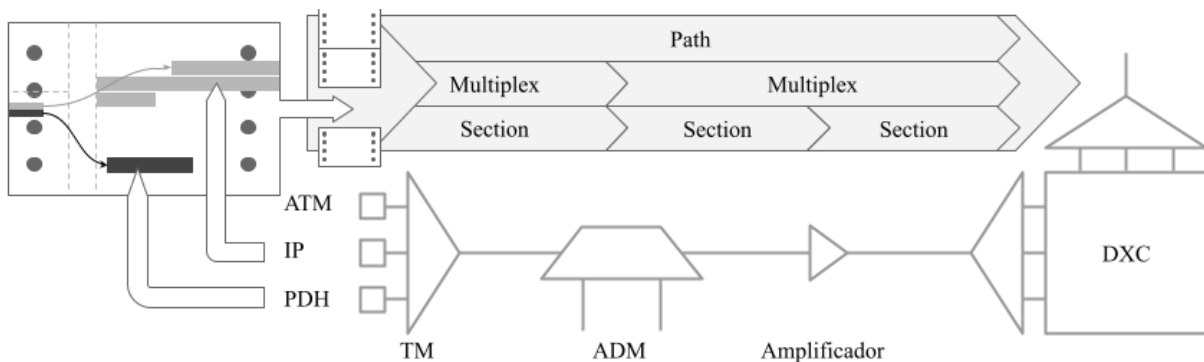 Path
Multiplex Multiplex
Section Section Section
ATM
IP
PDH
DXC
TM ADM Amplificador